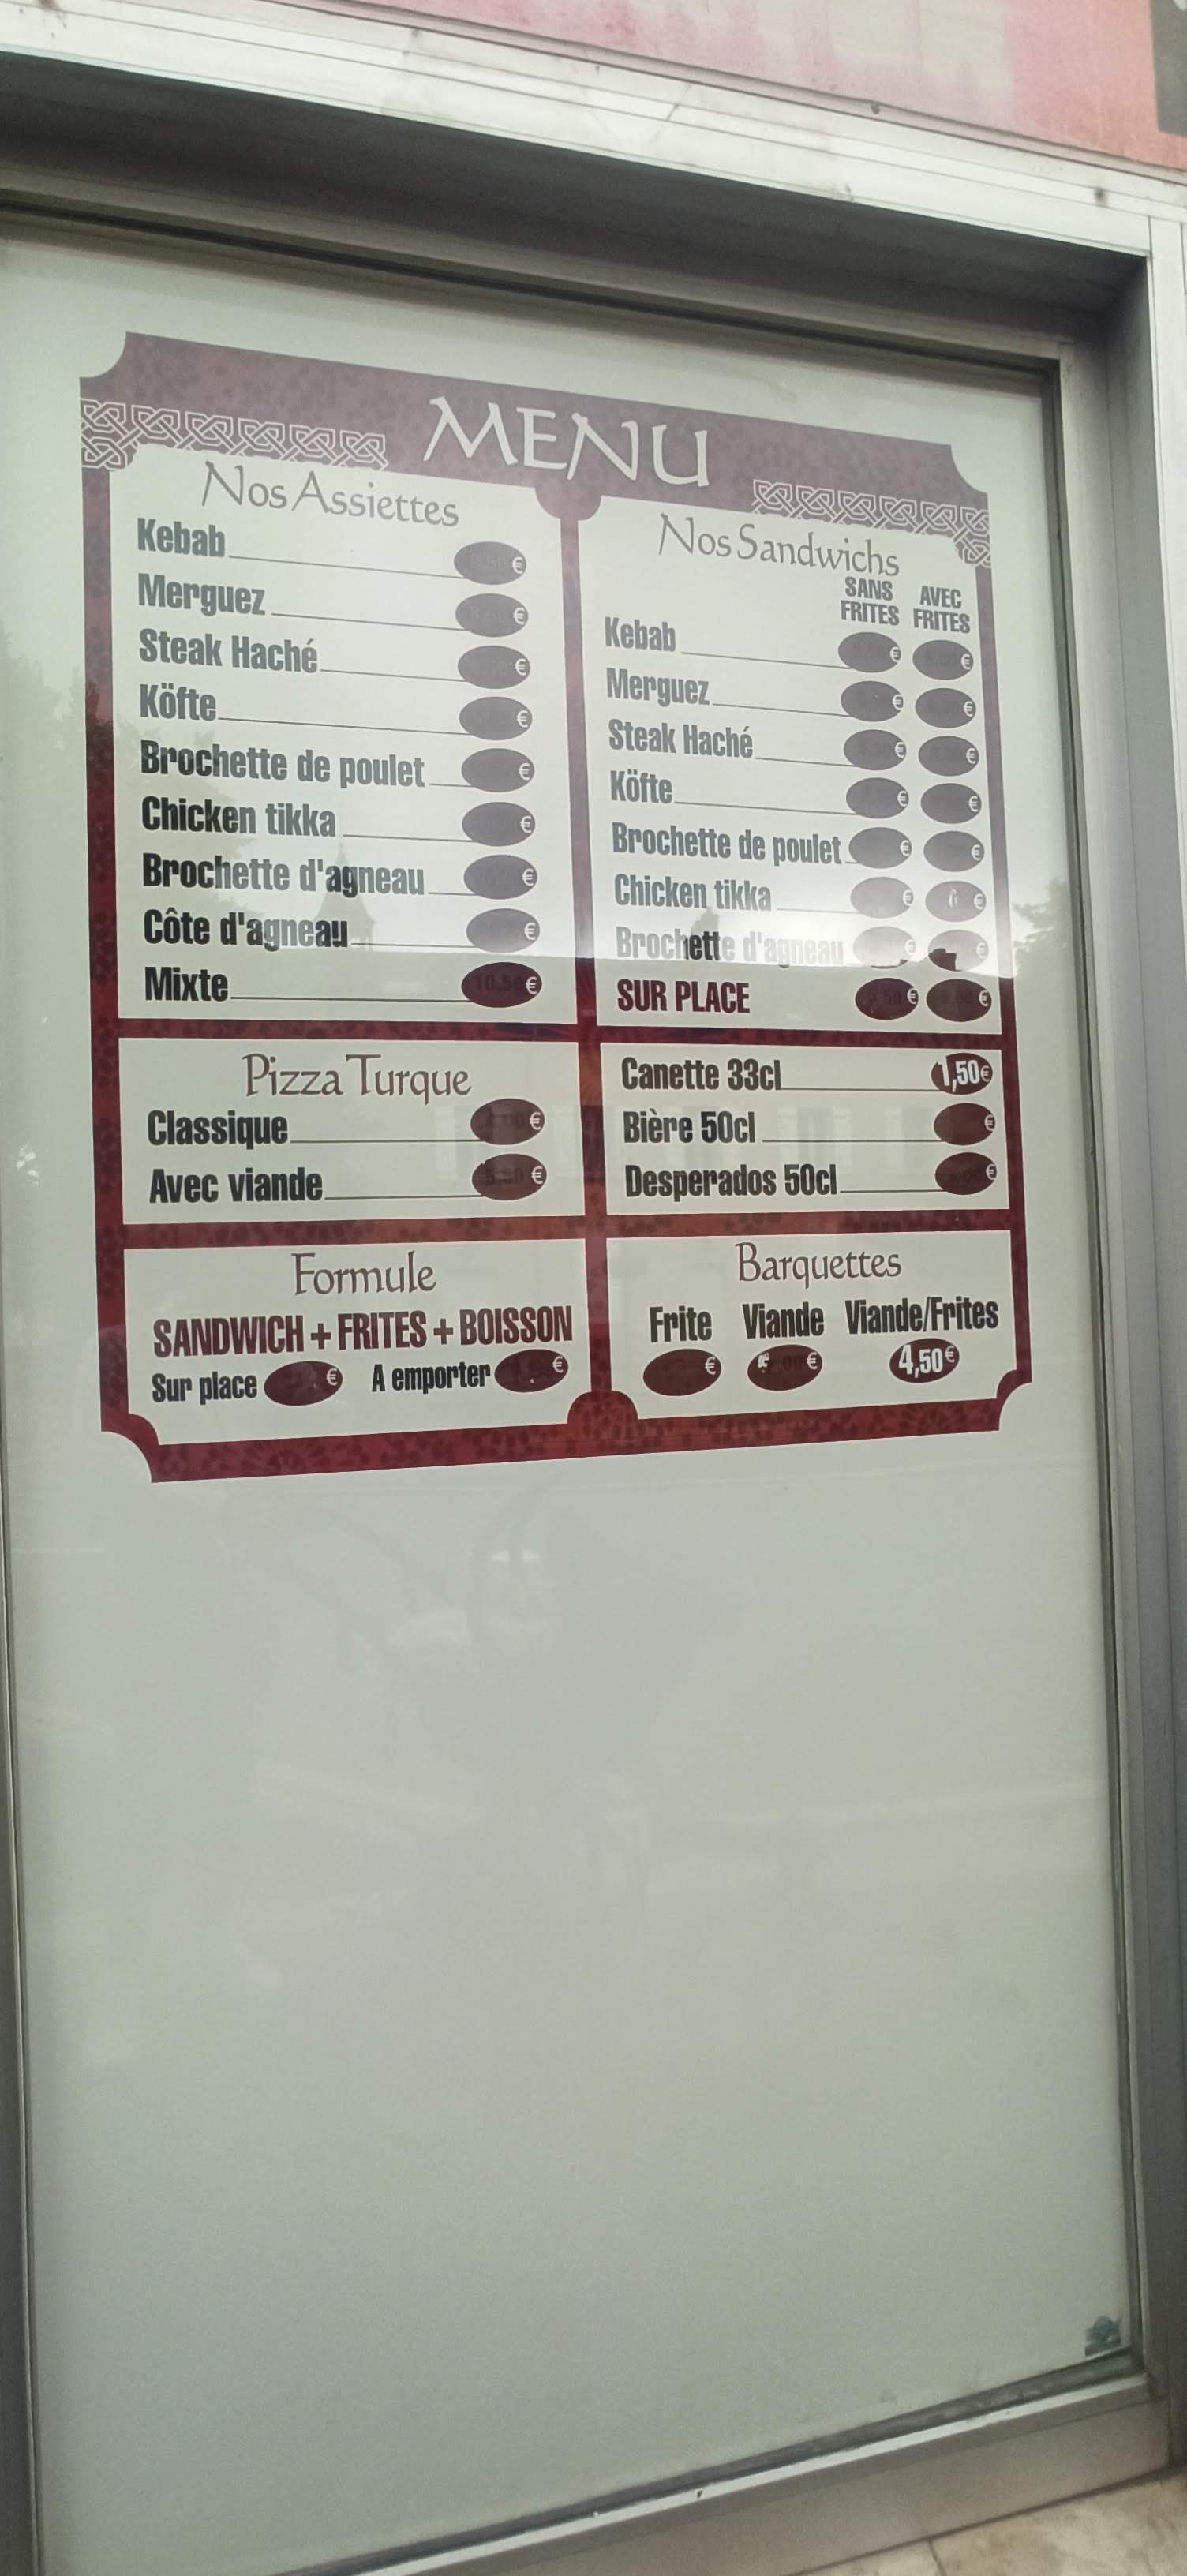 MENU
Nos Assiettes
Kebab €
Merguez €
Steak Haché €
Köfte €
Brochette de poulet €
Chicken tikka €
Brochette d'agneau €
Côte d'agneau €
Mixte €
Nos Sandwichs
SANS FRITES AVEC FRITES
Kebab € €
Merguez € €
Steak Haché € €
Köfte € €
Brochette de poulet € €
Chicken tikka € €
Brochette d'agneau € €
SUR PLACE € €
Pizza Turque
Classique €
Avec viande €
Canette 33cl 1,50€
Bière 50cl €
Desperados 50cl €
Formule
SANDWICH + FRITES + BOISSON
Sur place € A emporter €
Barquettes
Frite Viande Viande/Frites
€ € 4,50€